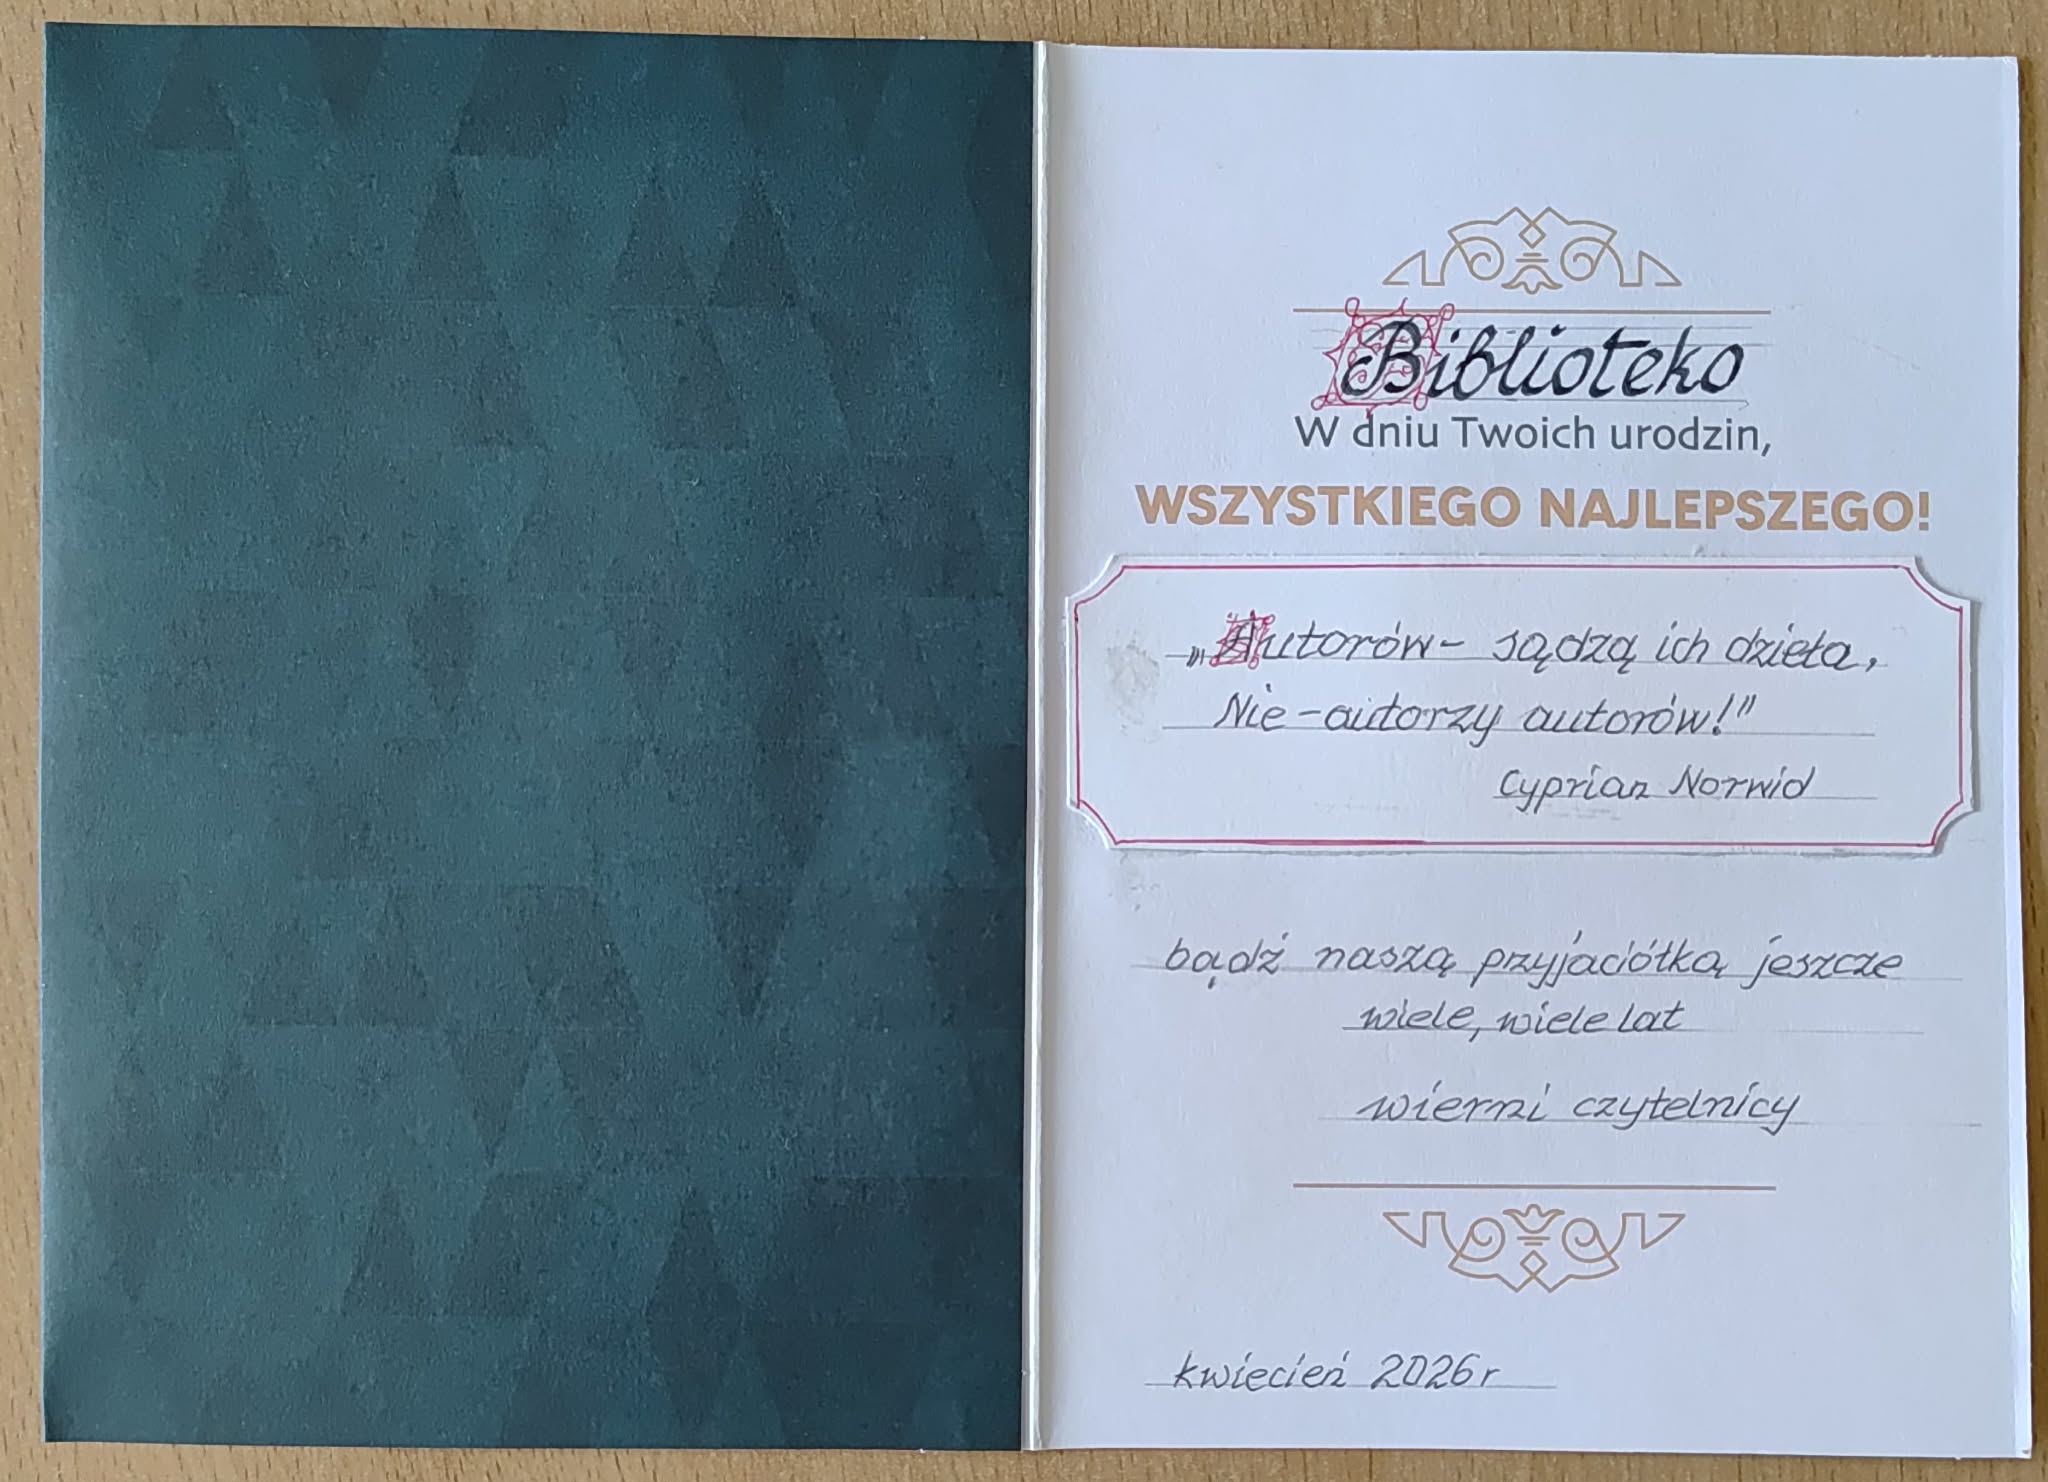 Biblioteko
W dniu Twoich urodzin,
WSZYSTKIEGO NAJLEPSZEGO!
„Autorów- sądzą ich dzieła,
Nie-autorzy autorów!”
Cyprian Norwid
bądź naszą przyjaciółką jeszcze
wiele, wiele lat
wierni czytelnicy
kwiecień 2026r